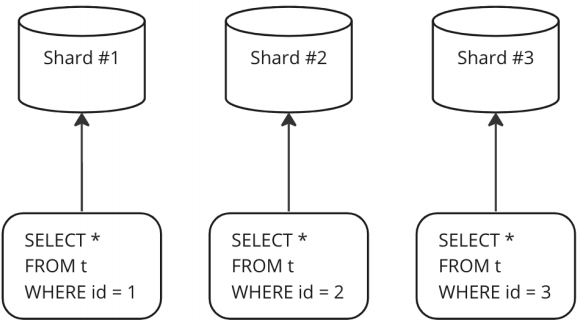 Shard #1
Shard #2
Shard #3
SELECT *
FROM t
WHERE id = 1
SELECT *
FROM t
WHERE id = 2
SELECT *
FROM t
WHERE id = 3